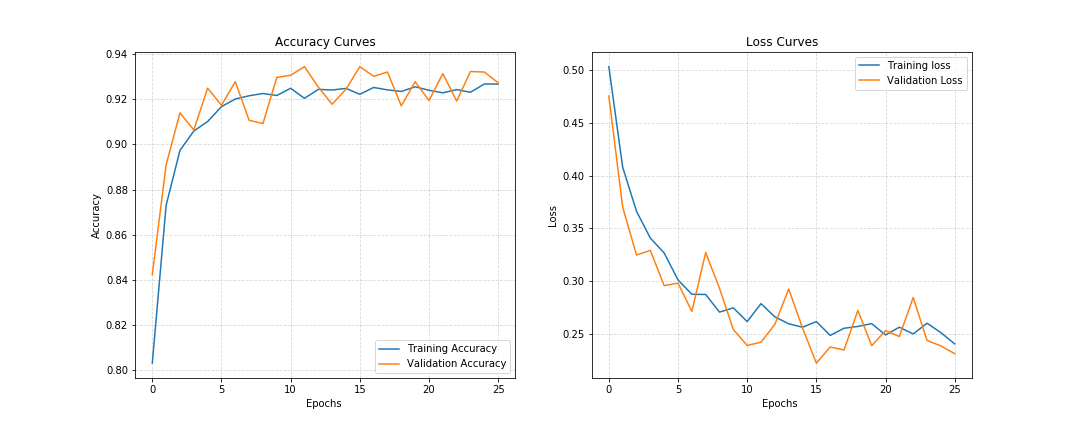 Accuracy Curves
0.94
0.92
0.90
0.88
0.86
0.84
0.82
0.80
Accuracy
0 5 10 15 20 25
Epochs
Training Accuracy
Validation Accuracy
Loss Curves
0.50
0.45
0.40
0.35
0.30
0.25
Loss
0 5 10 15 20 25
Epochs
Training loss
Validation Loss